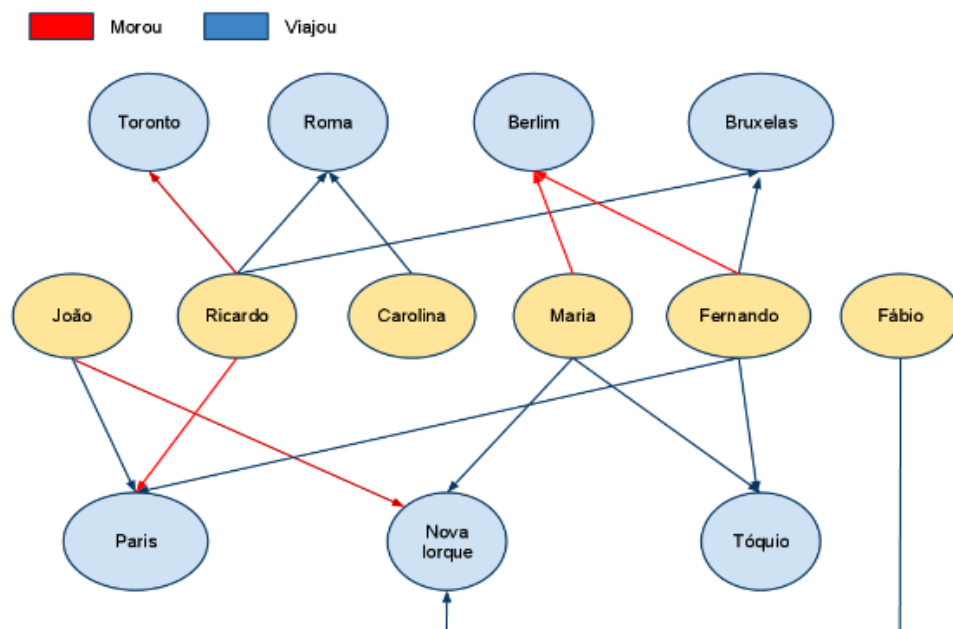 Morou
Viajou
Toronto
Roma
Berlim
Bruxelas
João
Ricardo
Carolina
Maria
Fernando
Fábio
Paris
Nova
Iorque
Tóquio